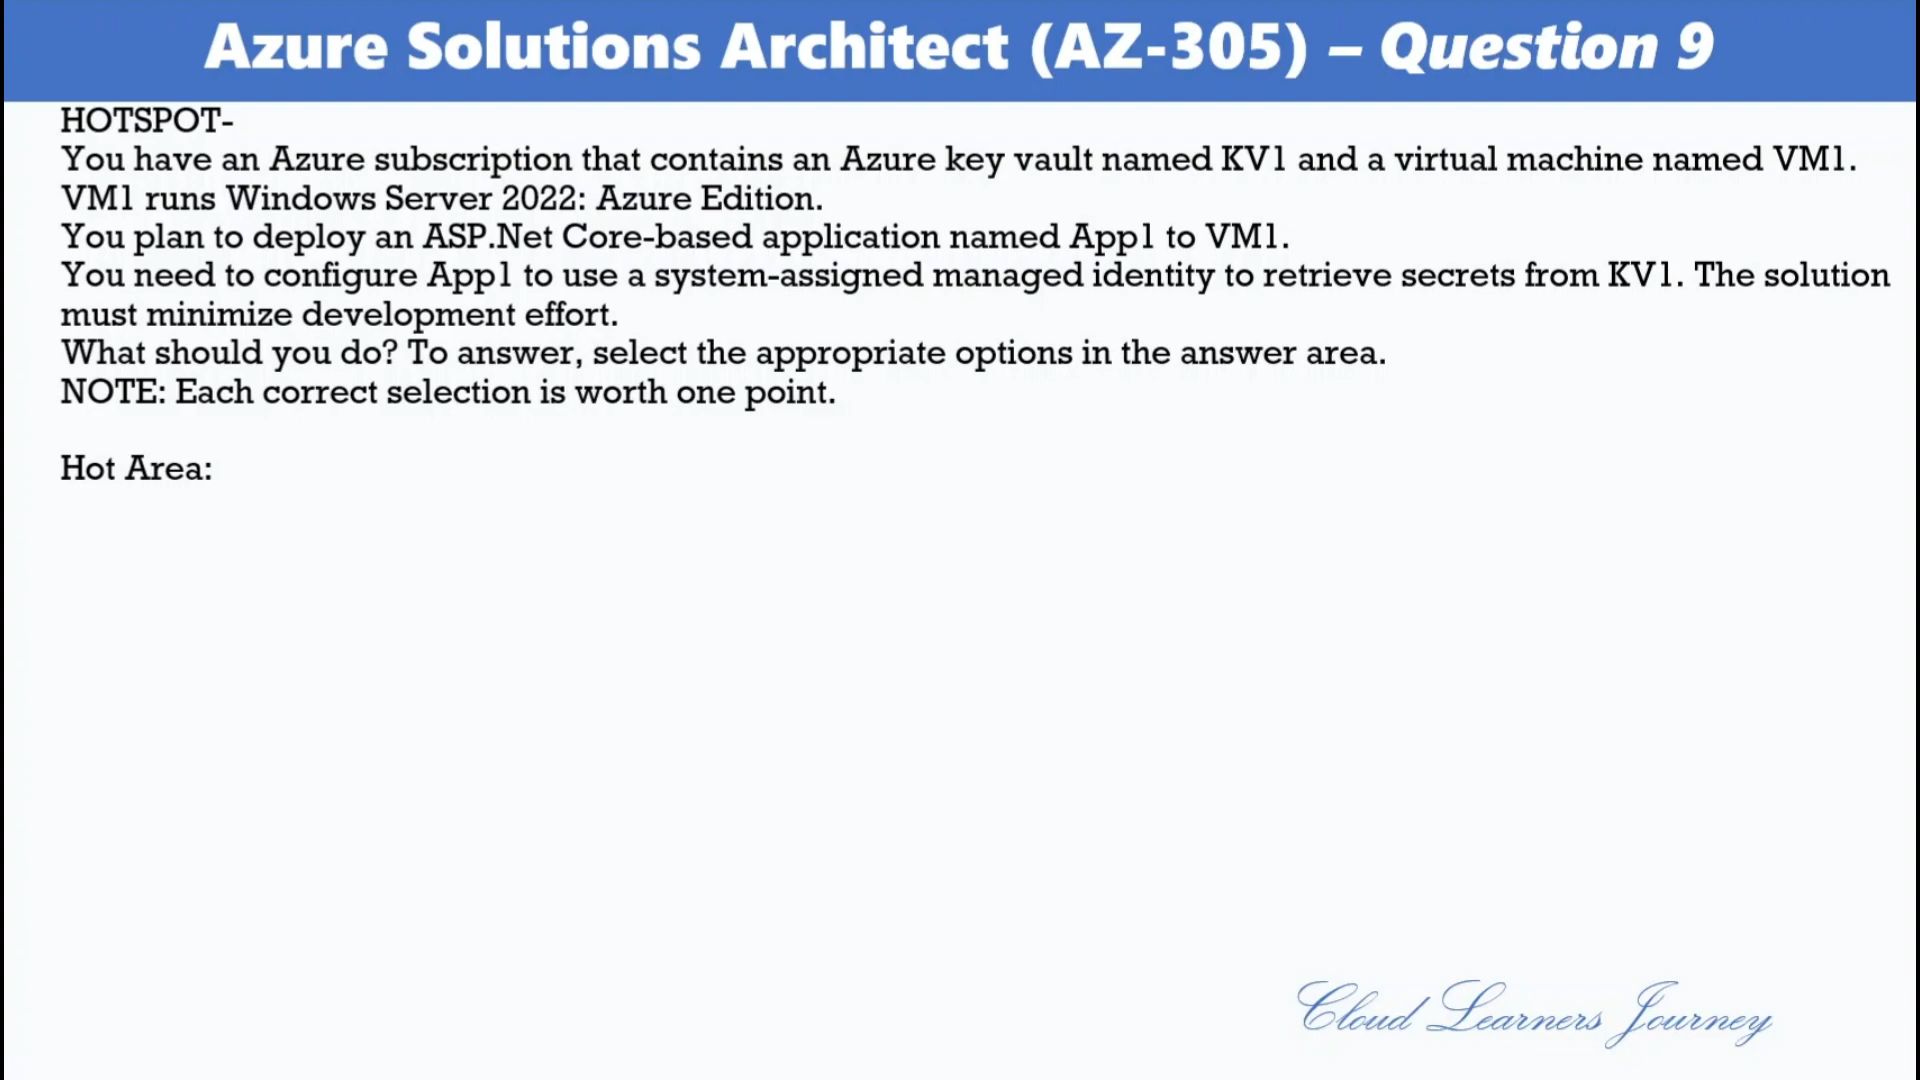 Azure Solutions Architect (AZ-305) – Question 9
HOTSPOT-
You have an Azure subscription that contains an Azure key vault named KV1 and a virtual machine named VM1.
VM1 runs Windows Server 2022: Azure Edition.
You plan to deploy an ASP.Net Core-based application named App1 to VM1.
You need to configure App1 to use a system-assigned managed identity to retrieve secrets from KV1. The solution
must minimize development effort.
What should you do? To answer, select the appropriate options in the answer area.
NOTE: Each correct selection is worth one point.
Hot Area:
Cloud Learners Journey